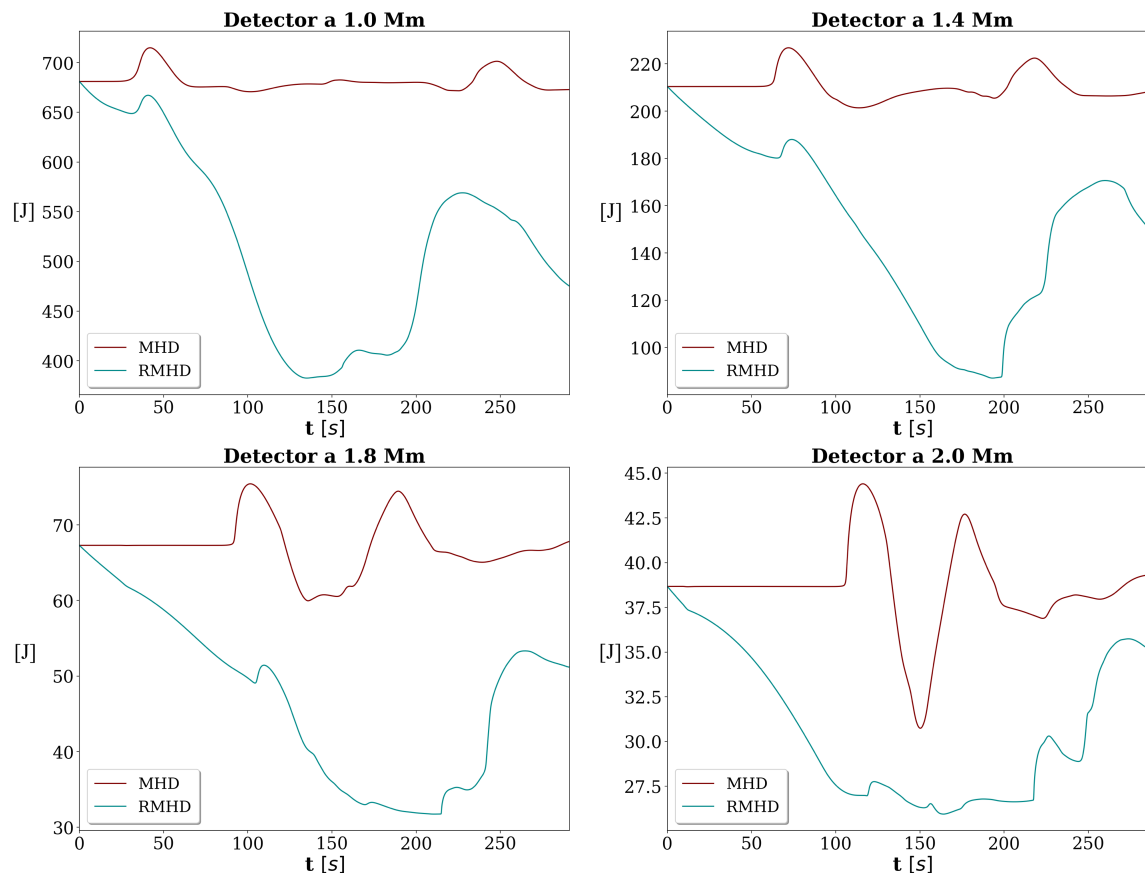 Detector a 1.0 Mm
700
650
600
550
[J]
500
450
400
MHD
RMHD
0 50 100 150 200 250
t [s]
Detector a 1.4 Mm
220
200
180
160
[J]
140
120
100
MHD
RMHD
0 50 100 150 200 250
t [s]
Detector a 1.8 Mm
70
60
[J]
50
40
30
MHD
RMHD
0 50 100 150 200 250
t [s]
Detector a 2.0 Mm
45.0
42.5
40.0
37.5
[J]
35.0
32.5
30.0
27.5
MHD
RMHD
0 50 100 150 200 250
t [s]